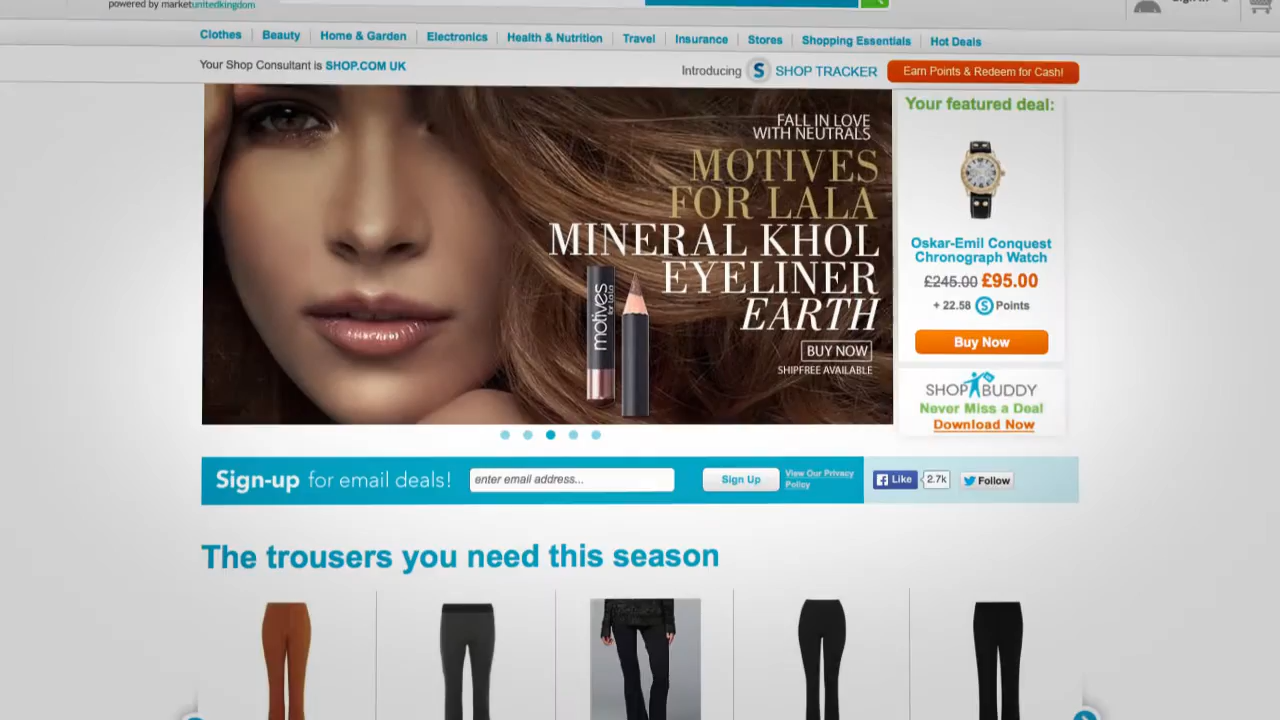 powered by marketunitedkingdom
Clothes Beauty Home & Garden Electronics Health & Nutrition Travel Insurance Stores Shopping Essentials Hot Deals
Your Shop Consultant is SHOP.COM UK
Introducing S SHOP TRACKER
Earn Points & Redeem for Cash!
FALL IN LOVE
WITH NEUTRALS
MOTIVES
FOR LALA
MINERAL KHOL
EYELINER
EARTH
BUY NOW
SHIPFREE AVAILABLE
motives
for Lala
Your featured deal:
Oskar-Emil Conquest
Chronograph Watch
£245.00 £95.00
+ 22.58 S Points
Buy Now
SHOP BUDDY
Never Miss a Deal
Download Now
Sign-up for email deals!
enter email address...
Sign Up
View Our Privacy
Policy
Like 2.7k
Follow
The trousers you need this season